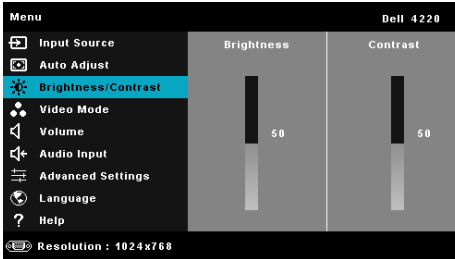 Menu Dell 4220
Input Source
Auto Adjust
Brightness/Contrast
Video Mode
Volume
Audio Input
Advanced Settings
Language
? Help
Resolution : 1024x768
Brightness Contrast
50 50